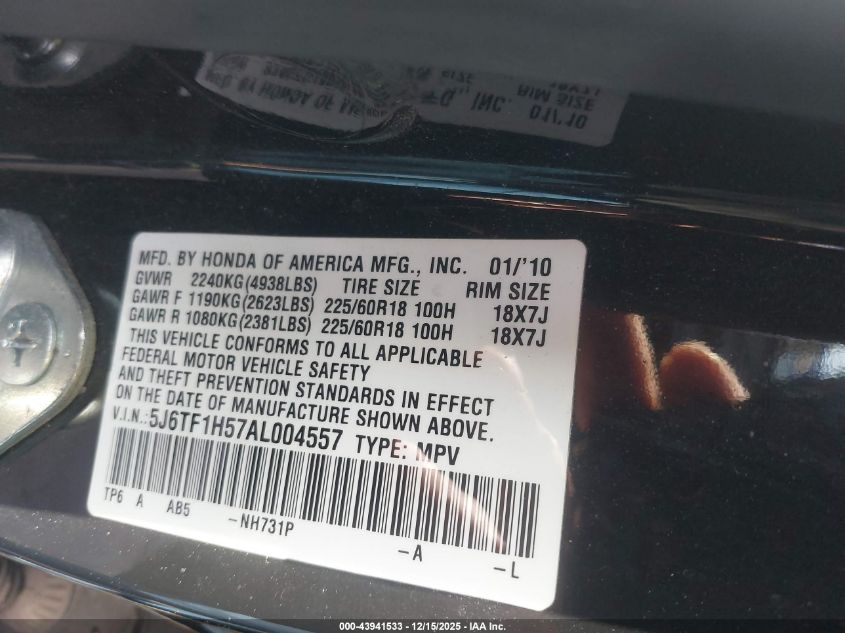 MFD. BY HONDA OF AMERICA MFG., INC. 01/'10
GVWR 2240KG(4938LBS) TIRE SIZE RIM SIZE
GAWR F 1190KG(2623LBS) 225/60R18 100H 18X7J
GAWR R 1080KG(2381LBS) 225/60R18 100H 18X7J
THIS VEHICLE CONFORMS TO ALL APPLICABLE
FEDERAL MOTOR VEHICLE SAFETY
AND THEFT PREVENTION STANDARDS IN EFFECT
ON THE DATE OF MANUFACTURE SHOWN ABOVE.
V.I.N.:5J6TF1H57AL004557 TYPE: MPV
TP6 A AB5
-NH731P
-A
-L
000-43941533 - 12/15/2025 - IAA Inc.